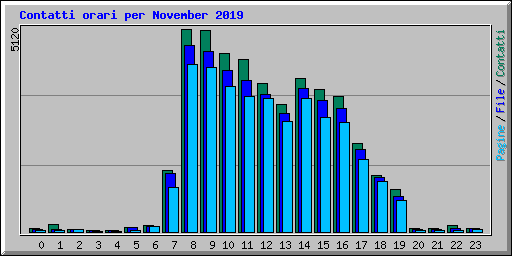 Contatti orari per November 2019
5120
Pagine / File / Contatti
0 1 2 3 4 5 6 7 8 9 10 11 12 13 14 15 16 17 18 19 20 21 22 23